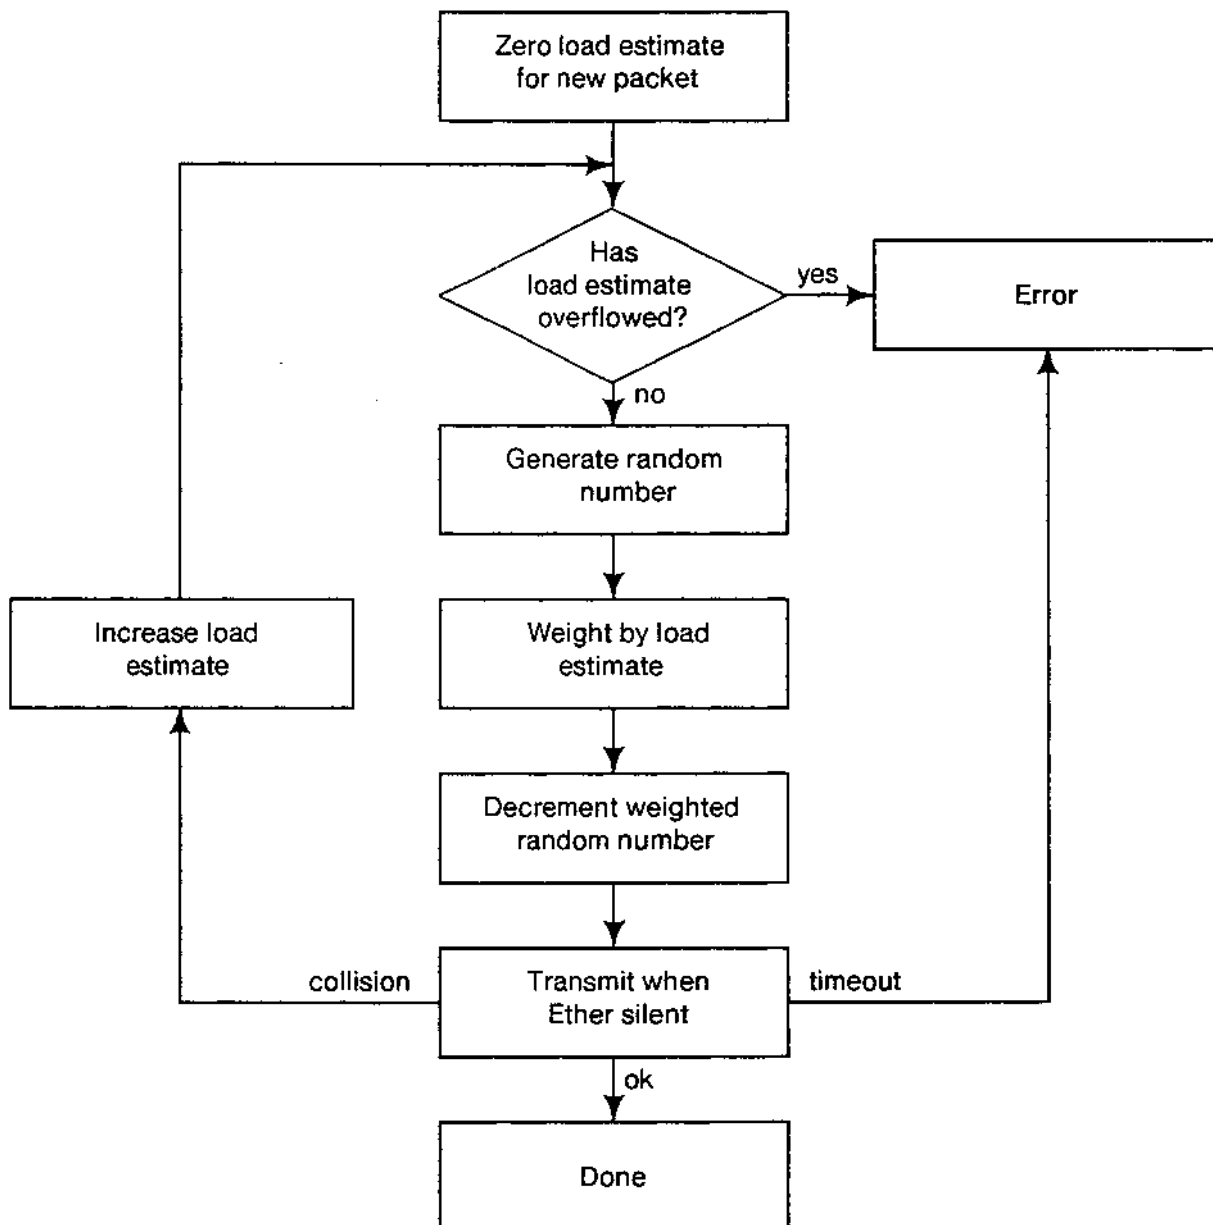 Zero load estimate
for new packet
Has
load estimate
overflowed?
yes
Error
no
Generate random
number
Increase load
estimate
Weight by load
estimate
Decrement weighted
random number
collision
Transmit when
Ether silent
timeout
ok
Done